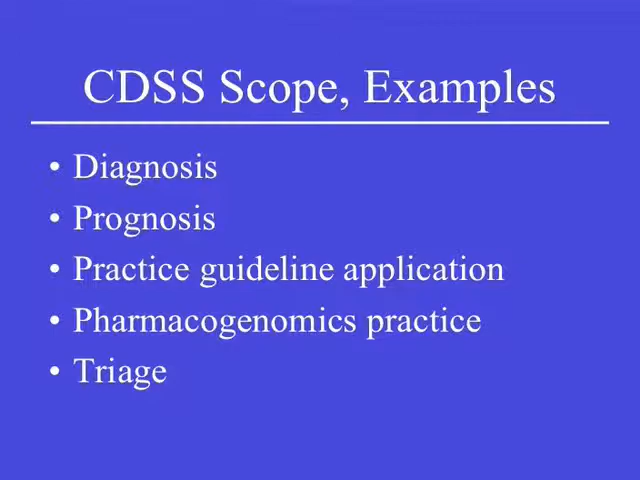 CDSS Scope, Examples
• Diagnosis
• Prognosis
• Practice guideline application
• Pharmacogenomics practice
• Triage